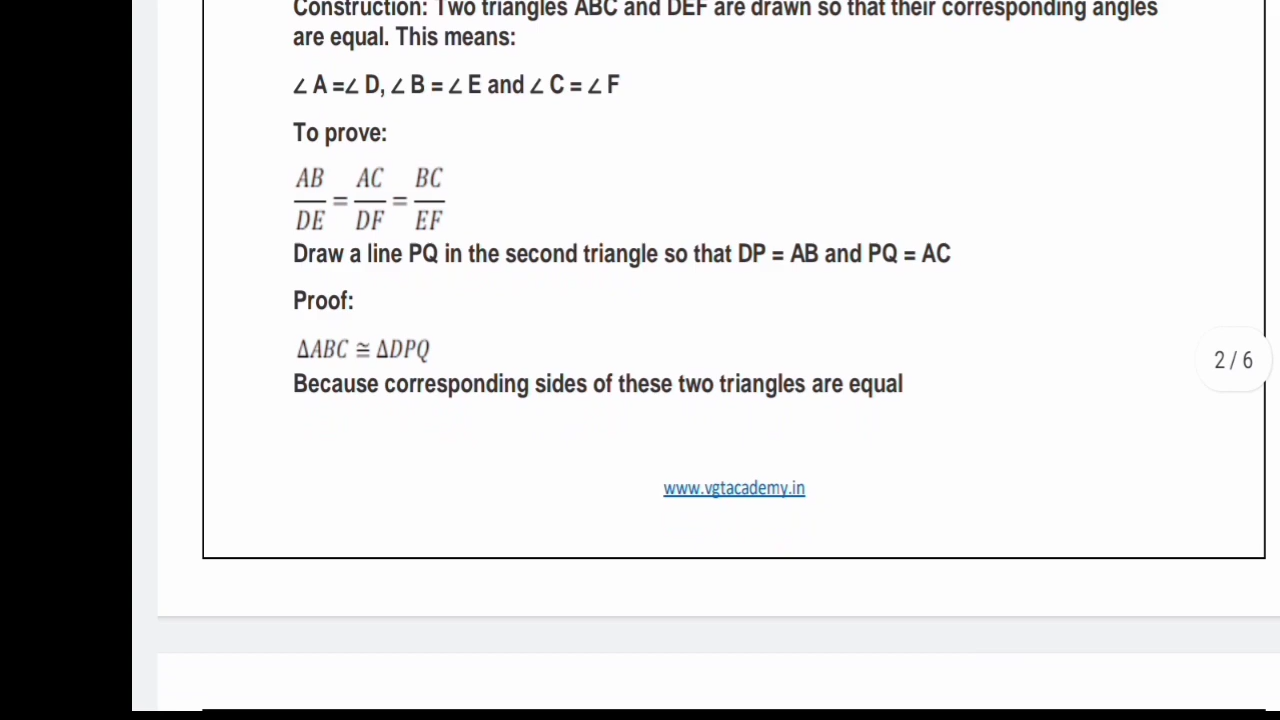 Construction: Two triangles ABC and DEF are drawn so that their corresponding angles
are equal. This means:
∠ A =∠ D, ∠ B = ∠ E and ∠ C = ∠ F
To prove:
AB/DE = AC/DF = BC/EF
Draw a line PQ in the second triangle so that DP = AB and PQ = AC
Proof:
ΔABC ≅ ΔDPQ
Because corresponding sides of these two triangles are equal
2 / 6
www.vgtacademy.in